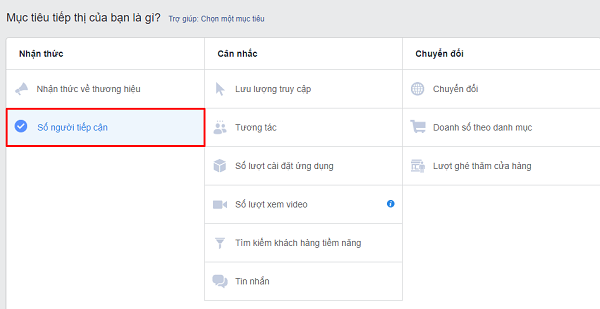 Mục tiêu tiếp thị của bạn là gì? Trợ giúp: Chọn một mục tiêu
Nhận thức
Cân nhắc
Chuyển đổi
Nhận thức về thương hiệu
Lưu lượng truy cập
Chuyển đổi
Số người tiếp cận
Tương tác
Doanh số theo danh mục
Số lượt cài đặt ứng dụng
Lượt ghé thăm cửa hàng
Số lượt xem video
Tìm kiếm khách hàng tiềm năng
Tin nhắn